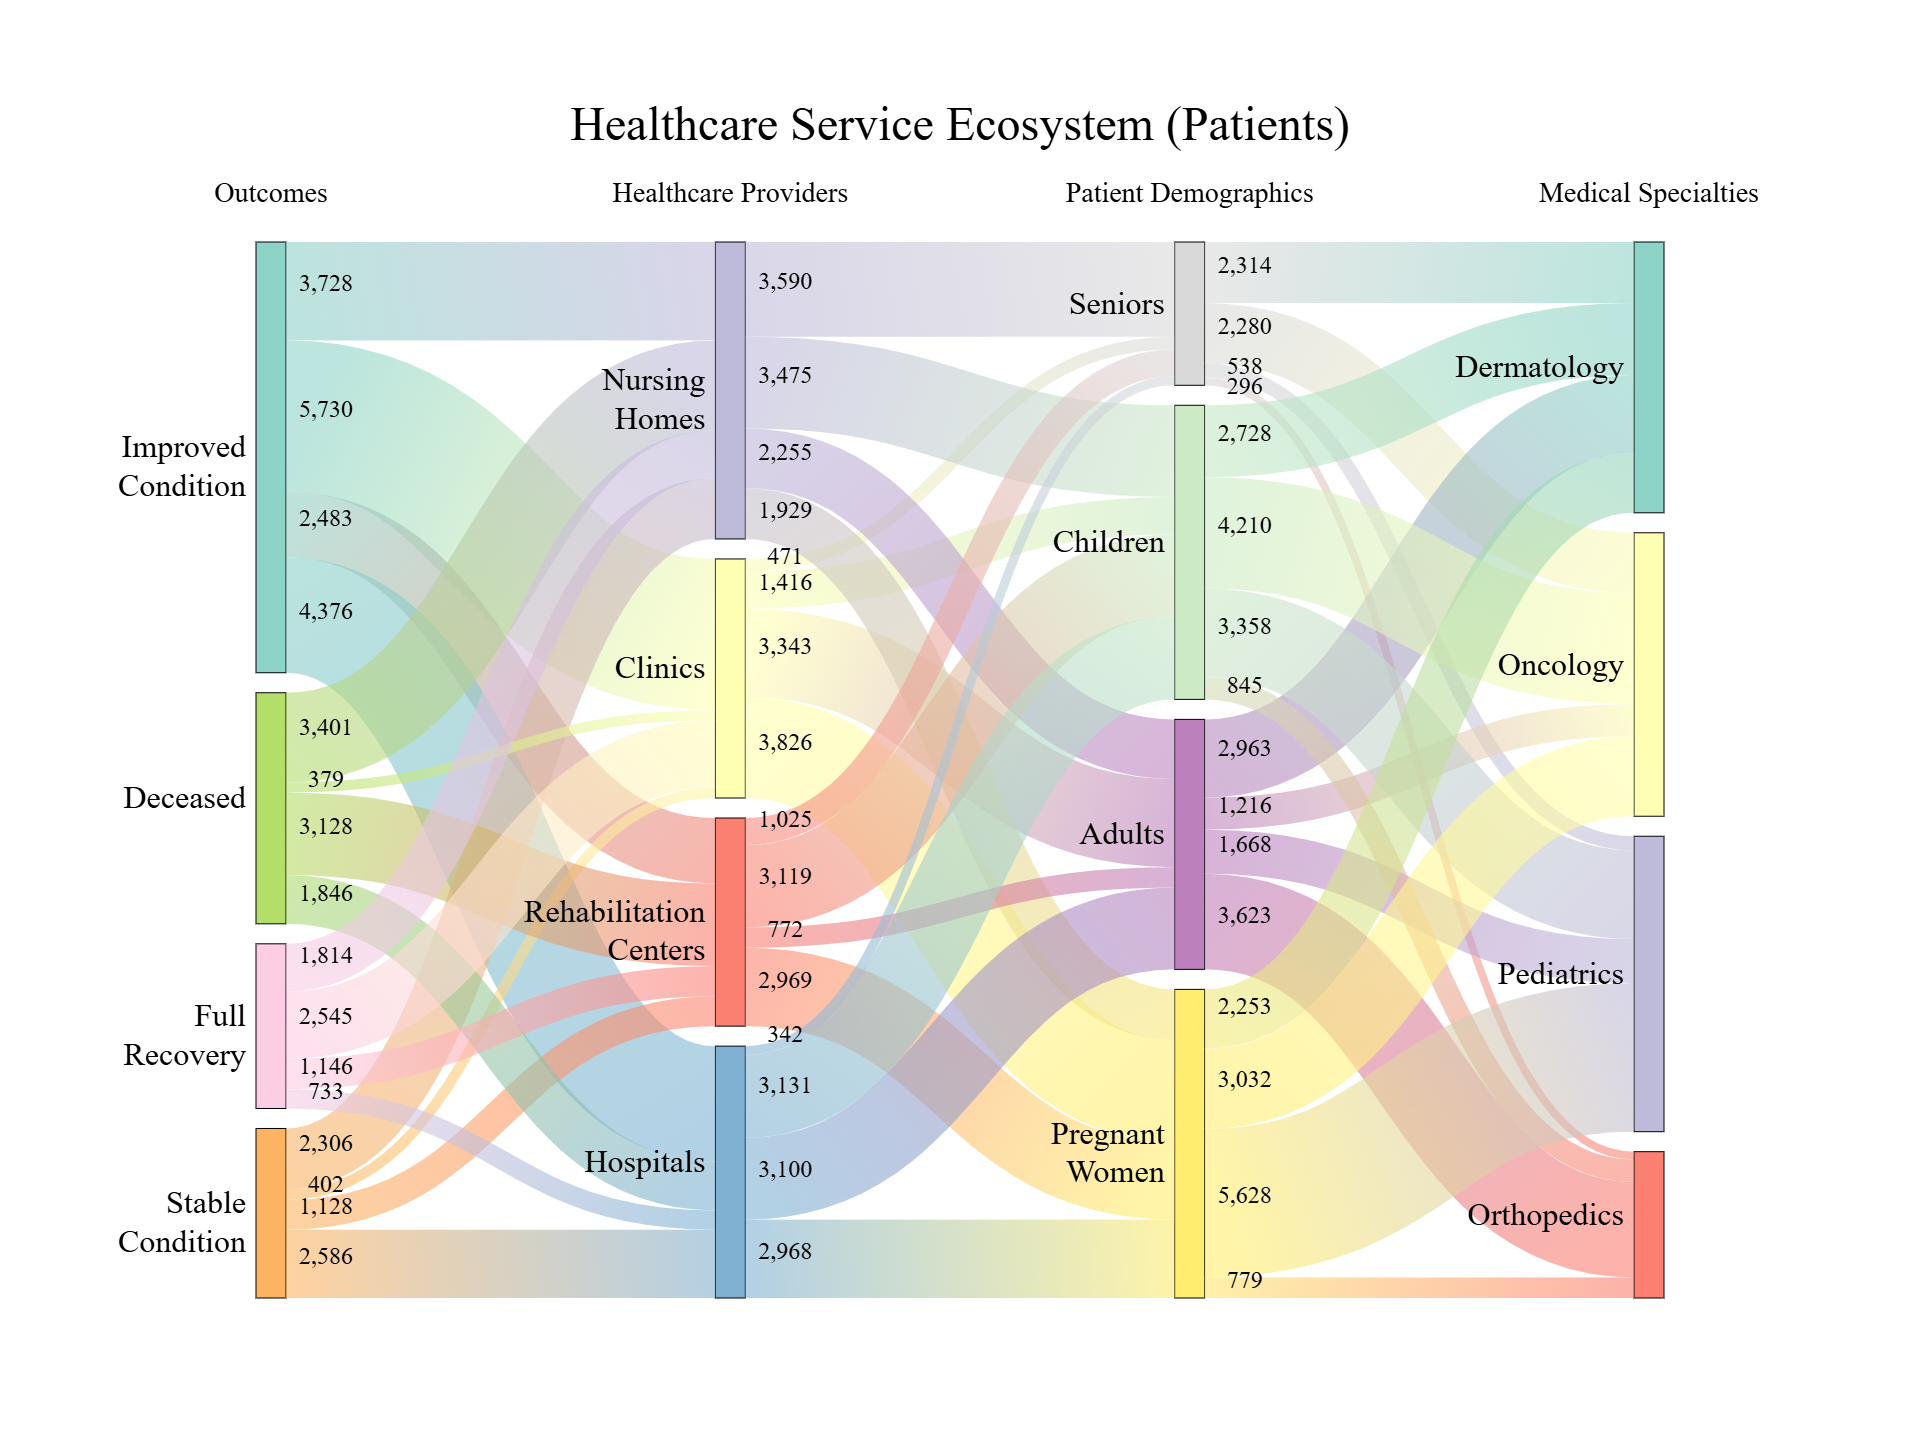 Healthcare Service Ecosystem (Patients)
Outcomes
Healthcare Providers
Patient Demographics
Medical Specialties
Improved
Condition
3,728
5,730
2,483
4,376
Deceased
3,401
379
3,128
1,846
Full
Recovery
1,814
2,545
1,146
733
Stable
Condition
2,306
402
1,128
2,586
Nursing
Homes
3,590
3,475
2,255
1,929
Clinics
471
1,416
3,343
3,826
Rehabilitation
Centers
1,025
3,119
772
2,969
Hospitals
342
3,131
3,100
2,968
Seniors
2,314
2,280
538
296
Children
2,728
4,210
3,358
845
Adults
2,963
1,216
1,668
3,623
Pregnant
Women
2,253
3,032
5,628
779
Dermatology
Oncology
Pediatrics
Orthopedics